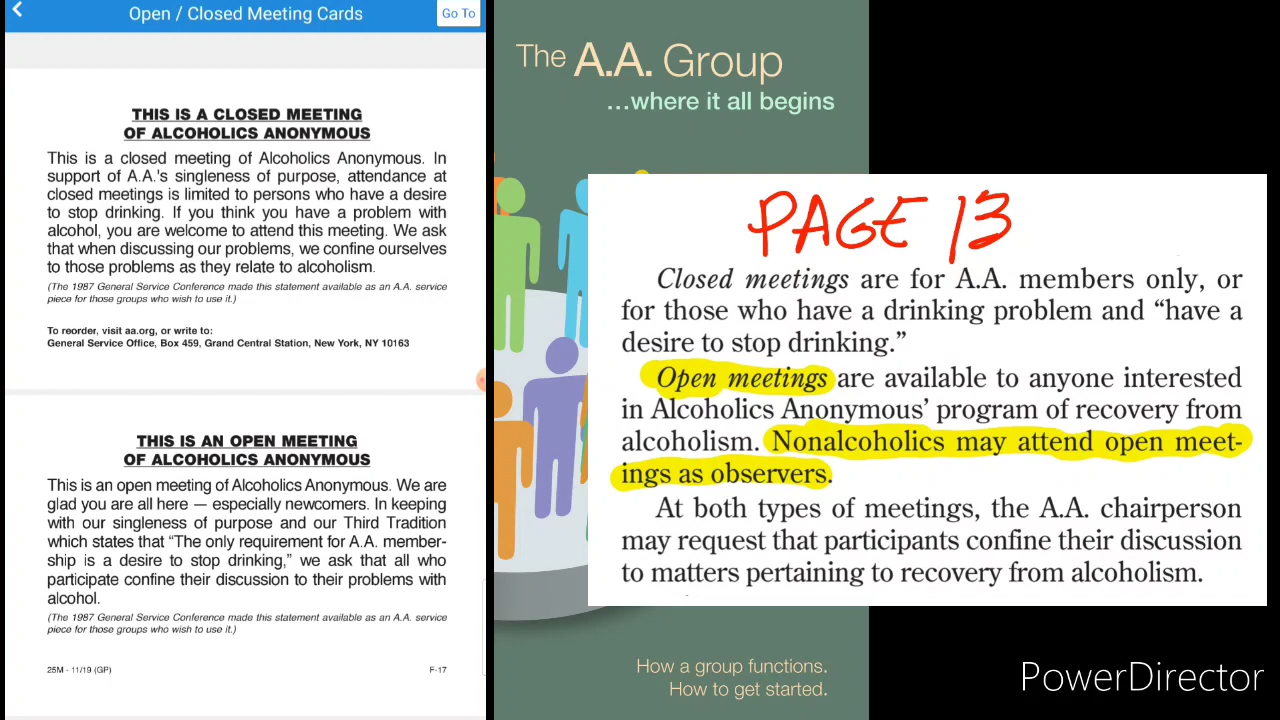 Open / Closed Meeting Cards
Go To
THIS IS A CLOSED MEETING
OF ALCOHOLICS ANONYMOUS
This is a closed meeting of Alcoholics Anonymous. In
support of A.A.'s singleness of purpose, attendance at
closed meetings is limited to persons who have a desire
to stop drinking. If you think you have a problem with
alcohol, you are welcome to attend this meeting. We ask
that when discussing our problems, we confine ourselves
to those problems as they relate to alcoholism.
(The 1987 General Service Conference made this statement available as an A.A. service
piece for those groups who wish to use it.)
To reorder, visit aa.org, or write to:
General Service Office, Box 459, Grand Central Station, New York, NY 10163
THIS IS AN OPEN MEETING
OF ALCOHOLICS ANONYMOUS
This is an open meeting of Alcoholics Anonymous. We are
glad you are all here — especially newcomers. In keeping
with our singleness of purpose and our Third Tradition
which states that “The only requirement for A.A. member-
ship is a desire to stop drinking,” we ask that all who
participate confine their discussion to their problems with
alcohol.
(The 1987 General Service Conference made this statement available as an A.A. service
piece for those groups who wish to use it.)
25M - 11/19 (GP)
F-17
The A.A. Group
...where it all begins
PAGE 13
Closed meetings are for A.A. members only, or
for those who have a drinking problem and “have a
desire to stop drinking.”
Open meetings are available to anyone interested
in Alcoholics Anonymous’ program of recovery from
alcoholism. Nonalcoholics may attend open meet-
ings as observers.
At both types of meetings, the A.A. chairperson
may request that participants confine their discussion
to matters pertaining to recovery from alcoholism.
How a group functions.
How to get started.
PowerDirector